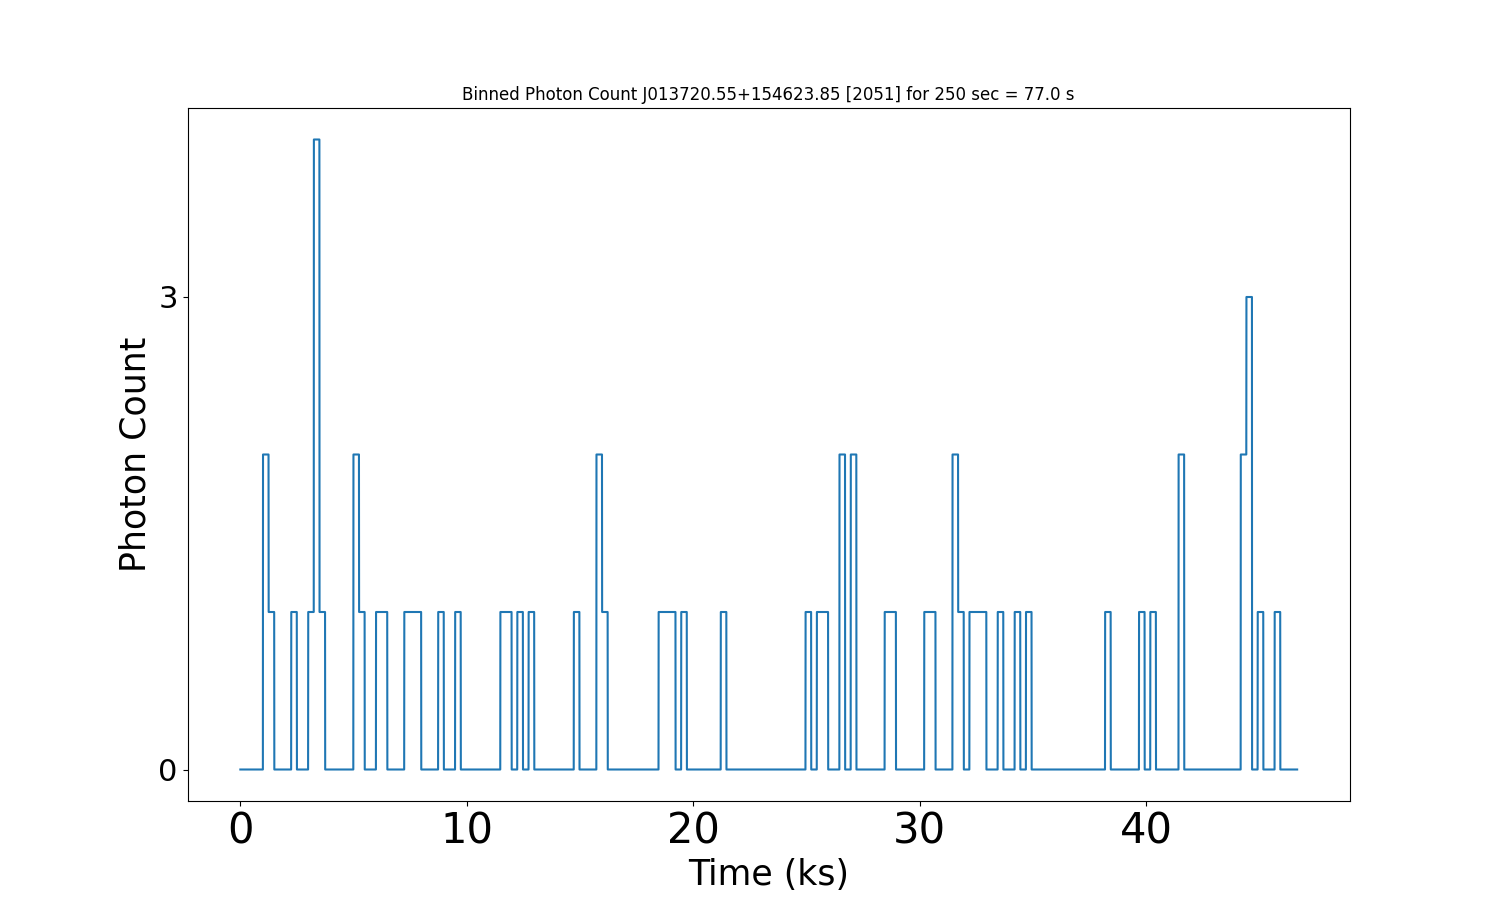 Binned Photon Count J013720.55+154623.85 [2051] for 250 sec = 77.0 s
Photon Count
3
0
0 10 20 30 40
Time (ks)